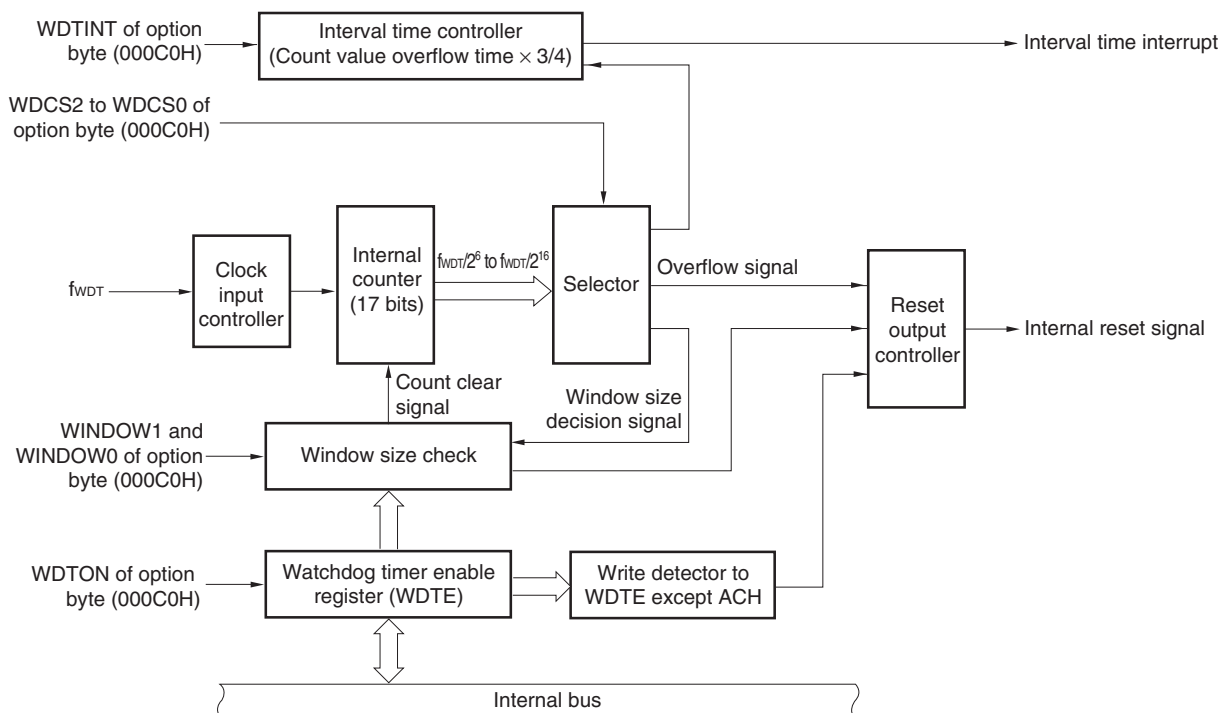 WDTINT of option
byte (000C0H)
Interval time controller
(Count value overflow time × 3/4)
Interval time interrupt
WDCS2 to WDCS0 of
option byte (000C0H)
fWDT
Clock
input
controller
Internal
counter
(17 bits)
fWDT/2⁶ to fWDT/2¹⁶
Selector
Overflow signal
Reset
output
controller
Internal reset signal
Count clear
signal
Window size
decision signal
WINDOW1 and
WINDOW0 of option
byte (000C0H)
Window size check
WDTON of option
byte (000C0H)
Watchdog timer enable
register (WDTE)
Write detector to
WDTE except ACH
Internal bus